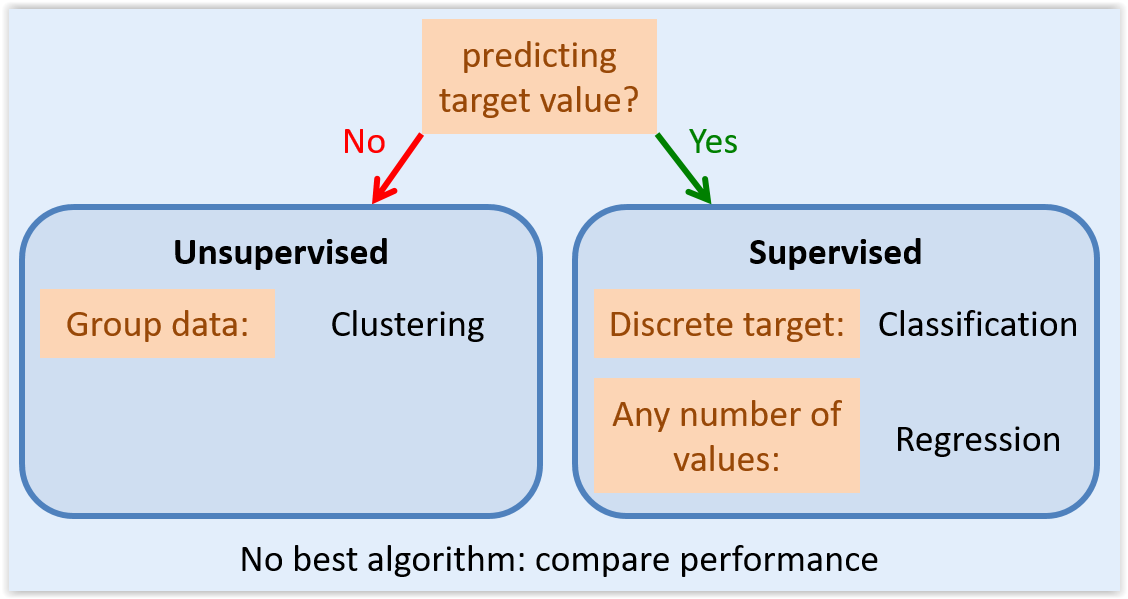 predicting
target value?
No
Yes
Unsupervised
Group data:
Clustering
Supervised
Discrete target:
Classification
Any number of
values:
Regression
No best algorithm: compare performance